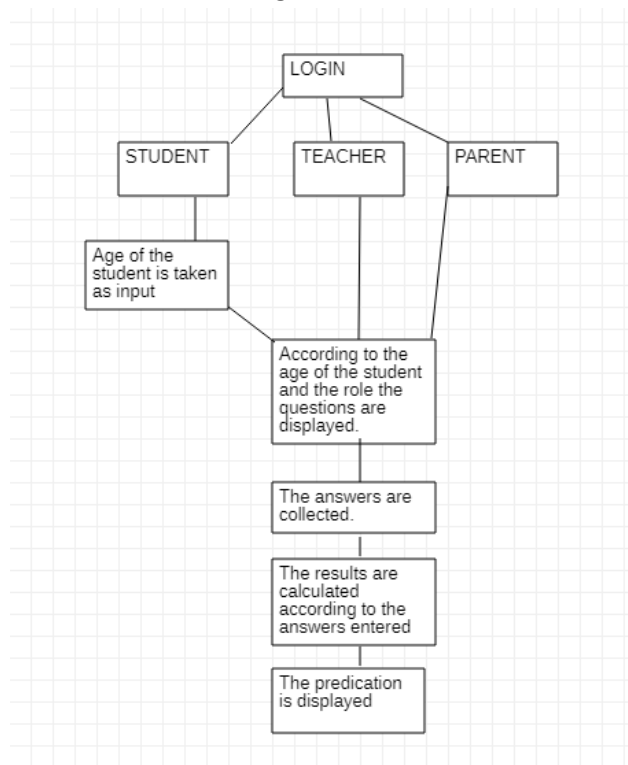 LOGIN
STUDENT
TEACHER
PARENT
Age of the
student is taken
as input
According to the
age of the student
and the role the
questions are
displayed.
The answers are
collected.
The results are
calculated
according to the
answers entered
The predication
is displayed